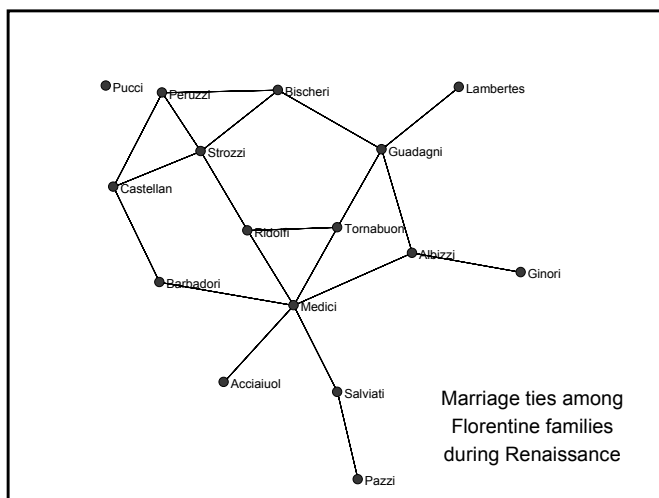 Pucci
Peruzzi
Bischeri
Lambertes
Strozzi
Guadagni
Castellan
Ridolfi
Tornabuon
Albizzi
Ginori
Barbadori
Medici
Acciaiuol
Salviati
Pazzi
Marriage ties among
Florentine families
during Renaissance